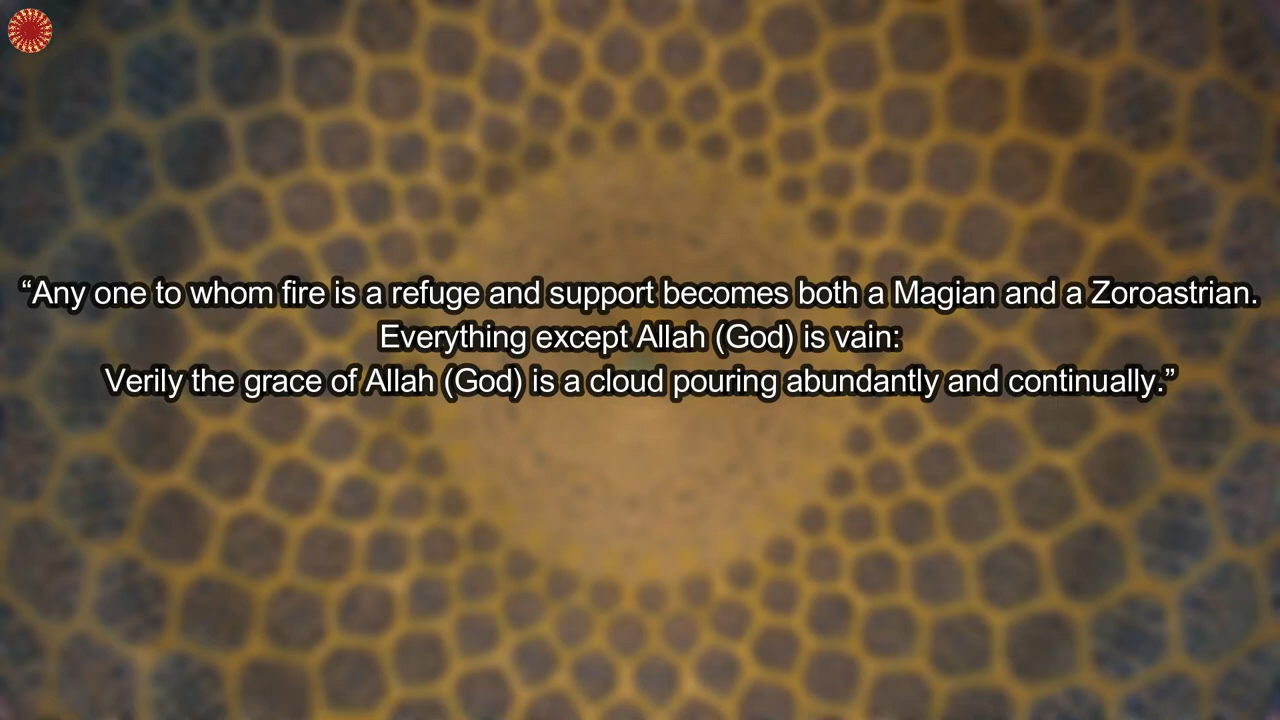 “Any one to whom fire is a refuge and support becomes both a Magian and a Zoroastrian.
Everything except Allah (God) is vain:
Verily the grace of Allah (God) is a cloud pouring abundantly and continually.”